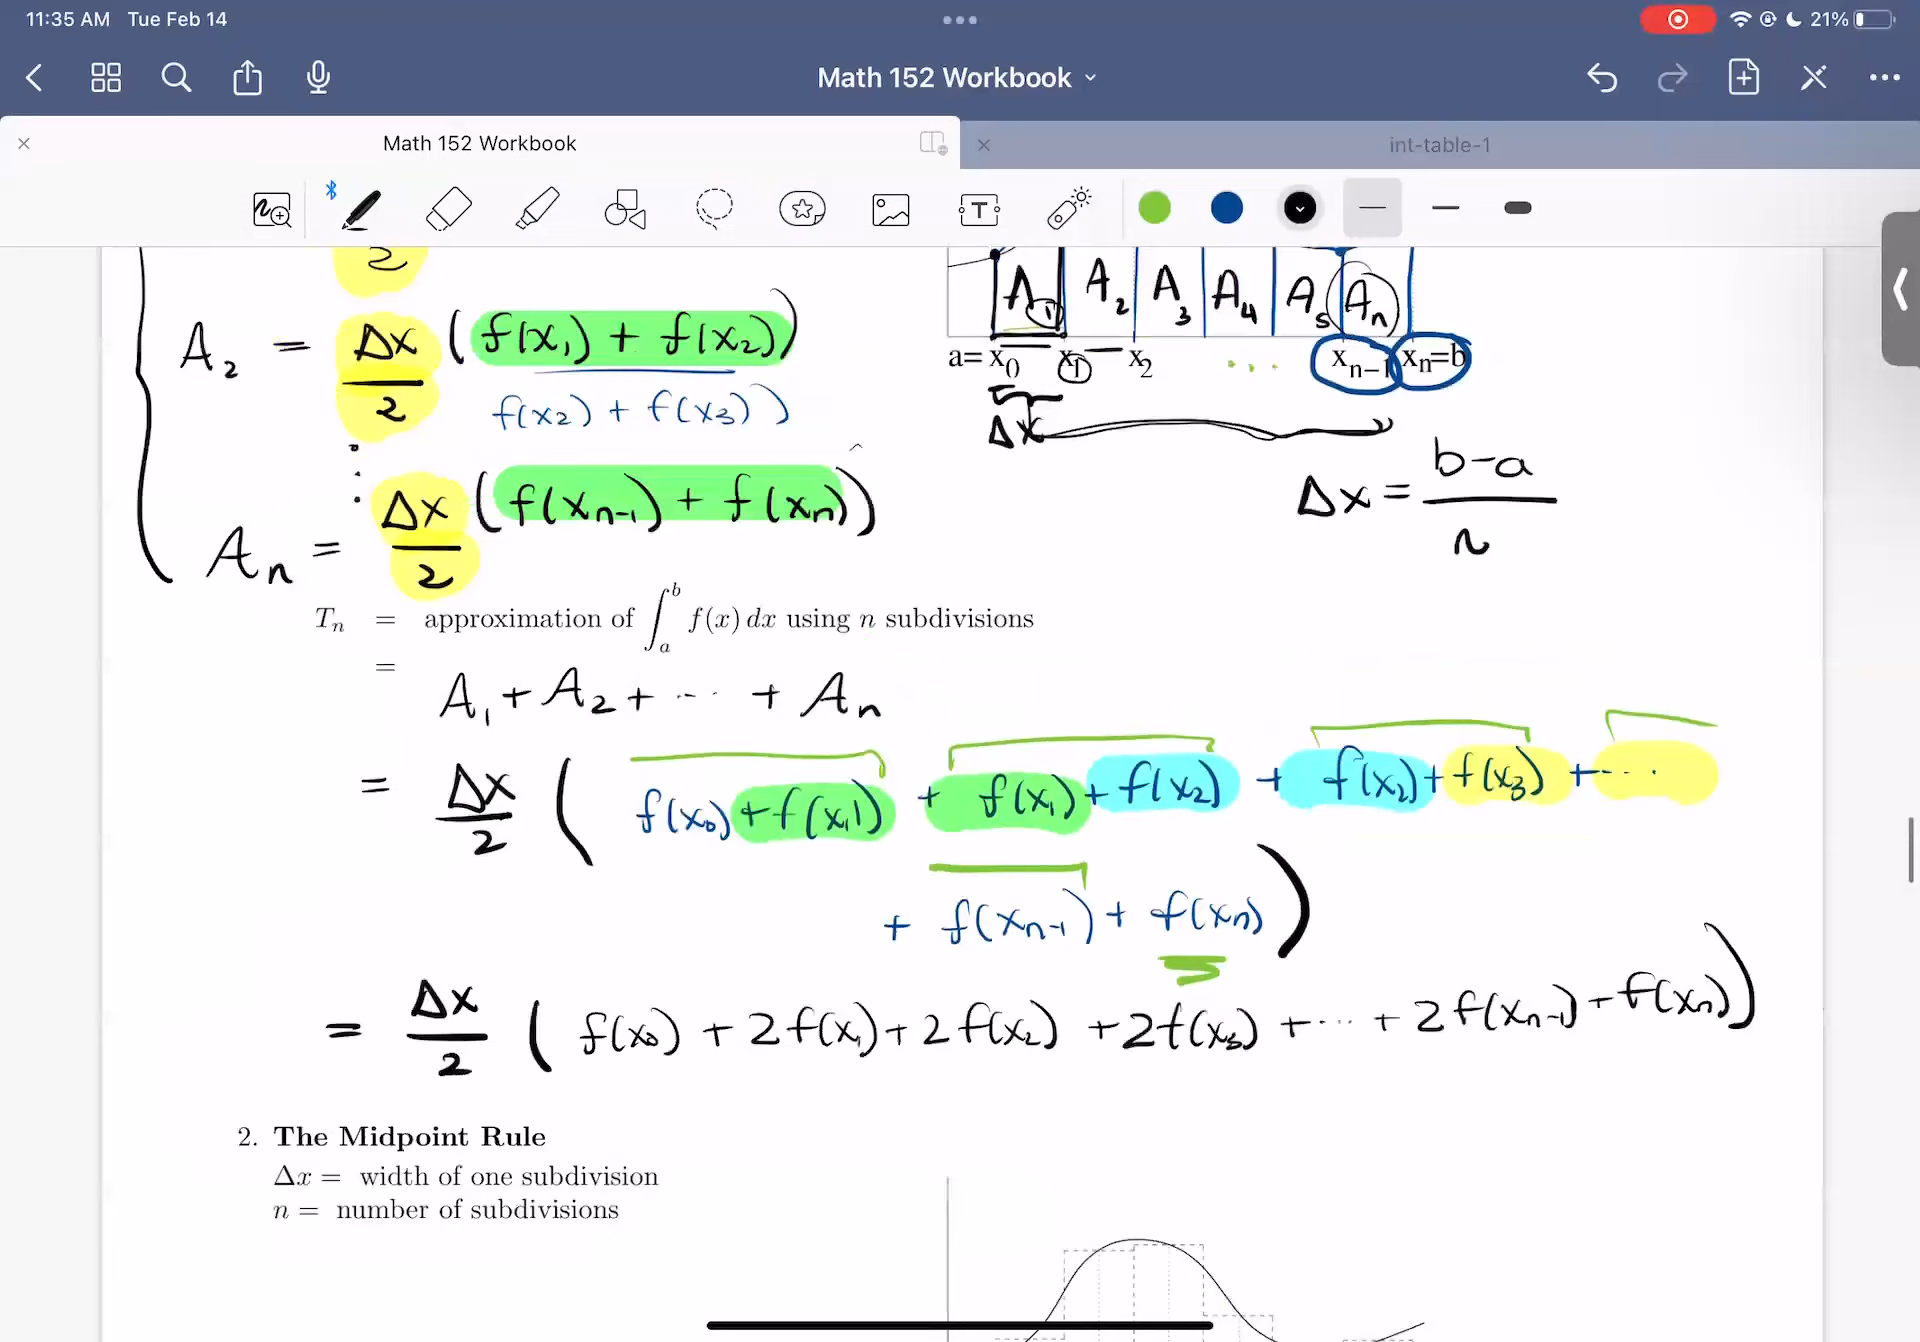 11:35 AM Tue Feb 14
21%
Math 152 Workbook
Math 152 Workbook
int-table-1
2
A₁ A₂ A₃ A₄ A₅ Aₙ
A₂ = Δx/2 (f(x₁) + f(x₂))
a= x₀ x₁ x₂ ... xₙ₋₁ xₙ=b
f(x₂) + f(x₃))
Δx
Δx = b-a/n
⋮
Aₙ = Δx/2 (f(xₙ₋₁) + f(xₙ))
Tₙ = approximation of ∫ₐᵇ f(x) dx using n subdivisions
=
A₁ + A₂ + ... + Aₙ
= Δx/2 ( f(x₀) + f(x₁) + f(x₁) + f(x₂) + f(x₂) + f(x₃) + ...
+ f(xₙ₋₁) + f(xₙ) )
= Δx/2 ( f(x₀) + 2f(x₁) + 2f(x₂) + 2f(x₃) + ... + 2f(xₙ₋₁) + f(xₙ))
2. The Midpoint Rule
Δx = width of one subdivision
n = number of subdivisions